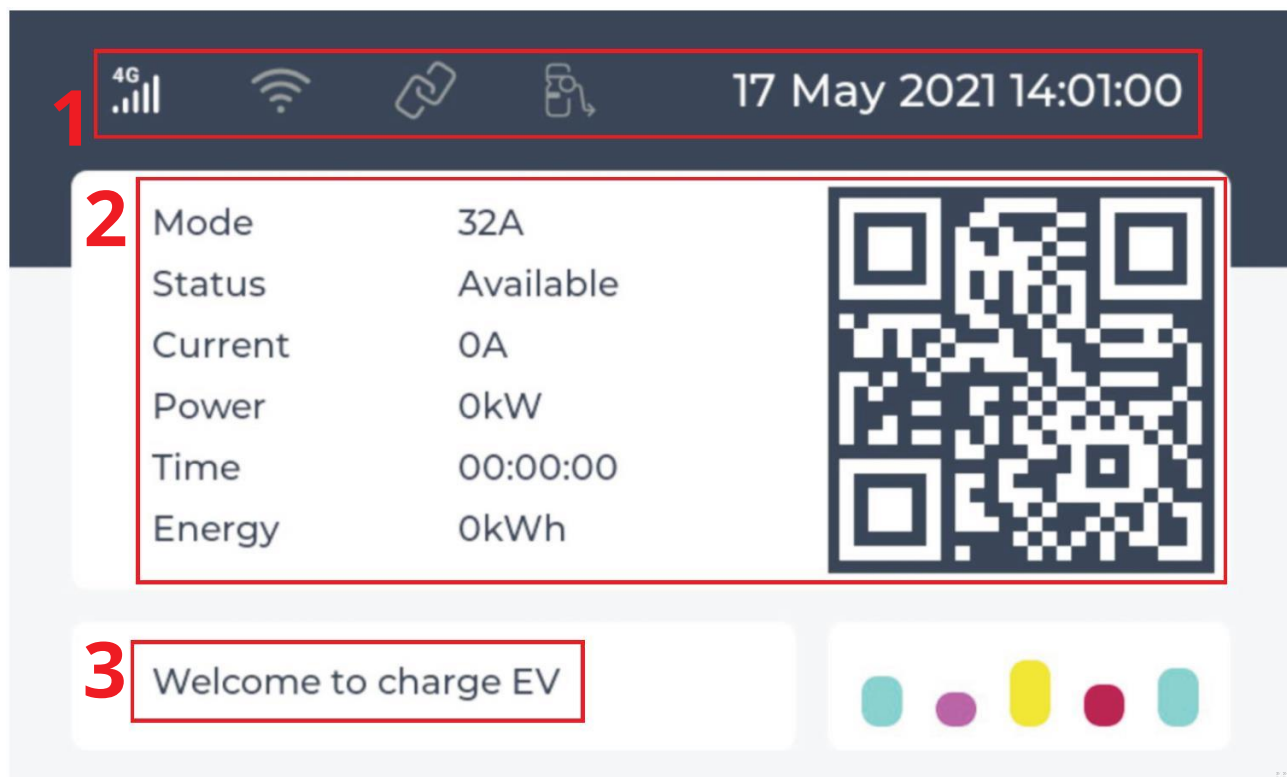 4G
17 May 2021 14:01:00
1
2
Mode 32A
Status Available
Current 0A
Power 0kW
Time 00:00:00
Energy 0kWh
3
Welcome to charge EV